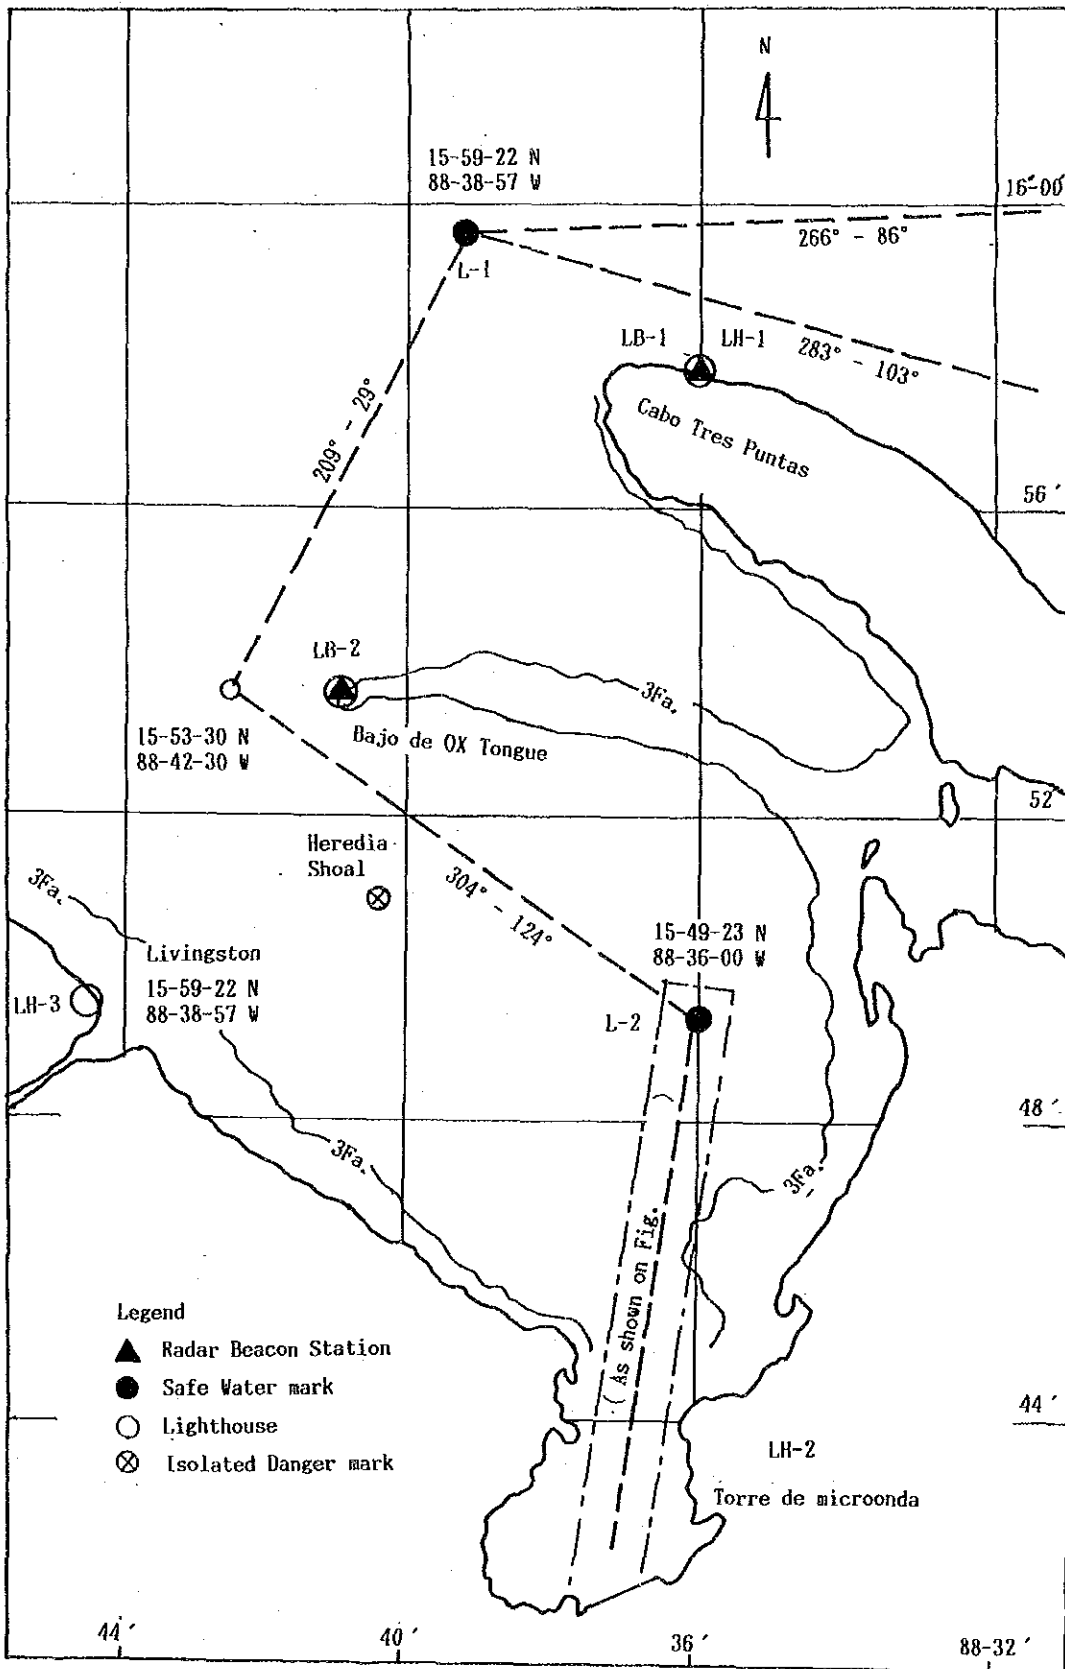 N
15-59-22 N
88-38-57 W
16°00'
266° - 86°
L-1
LB-1
LH-1
283° - 103°
209° - 29°
Cabo Tres Puntas
56'
LB-2
3Fa.
15-53-30 N
88-42-30 W
Bajo de OX Tongue
52
Heredia
Shoal
304° - 124°
3Fa.
Livingston
15-59-22 N
88-38-57 W
LH-3
15-49-23 N
88-36-00 W
L-2
48'
3Fa.
3Fa.
(As shown on Fig.
(
Legend
Radar Beacon Station
Safe Water mark
Lighthouse
Isolated Danger mark
44'
LH-2
Torre de microonda
44'
40'
36'
88-32'